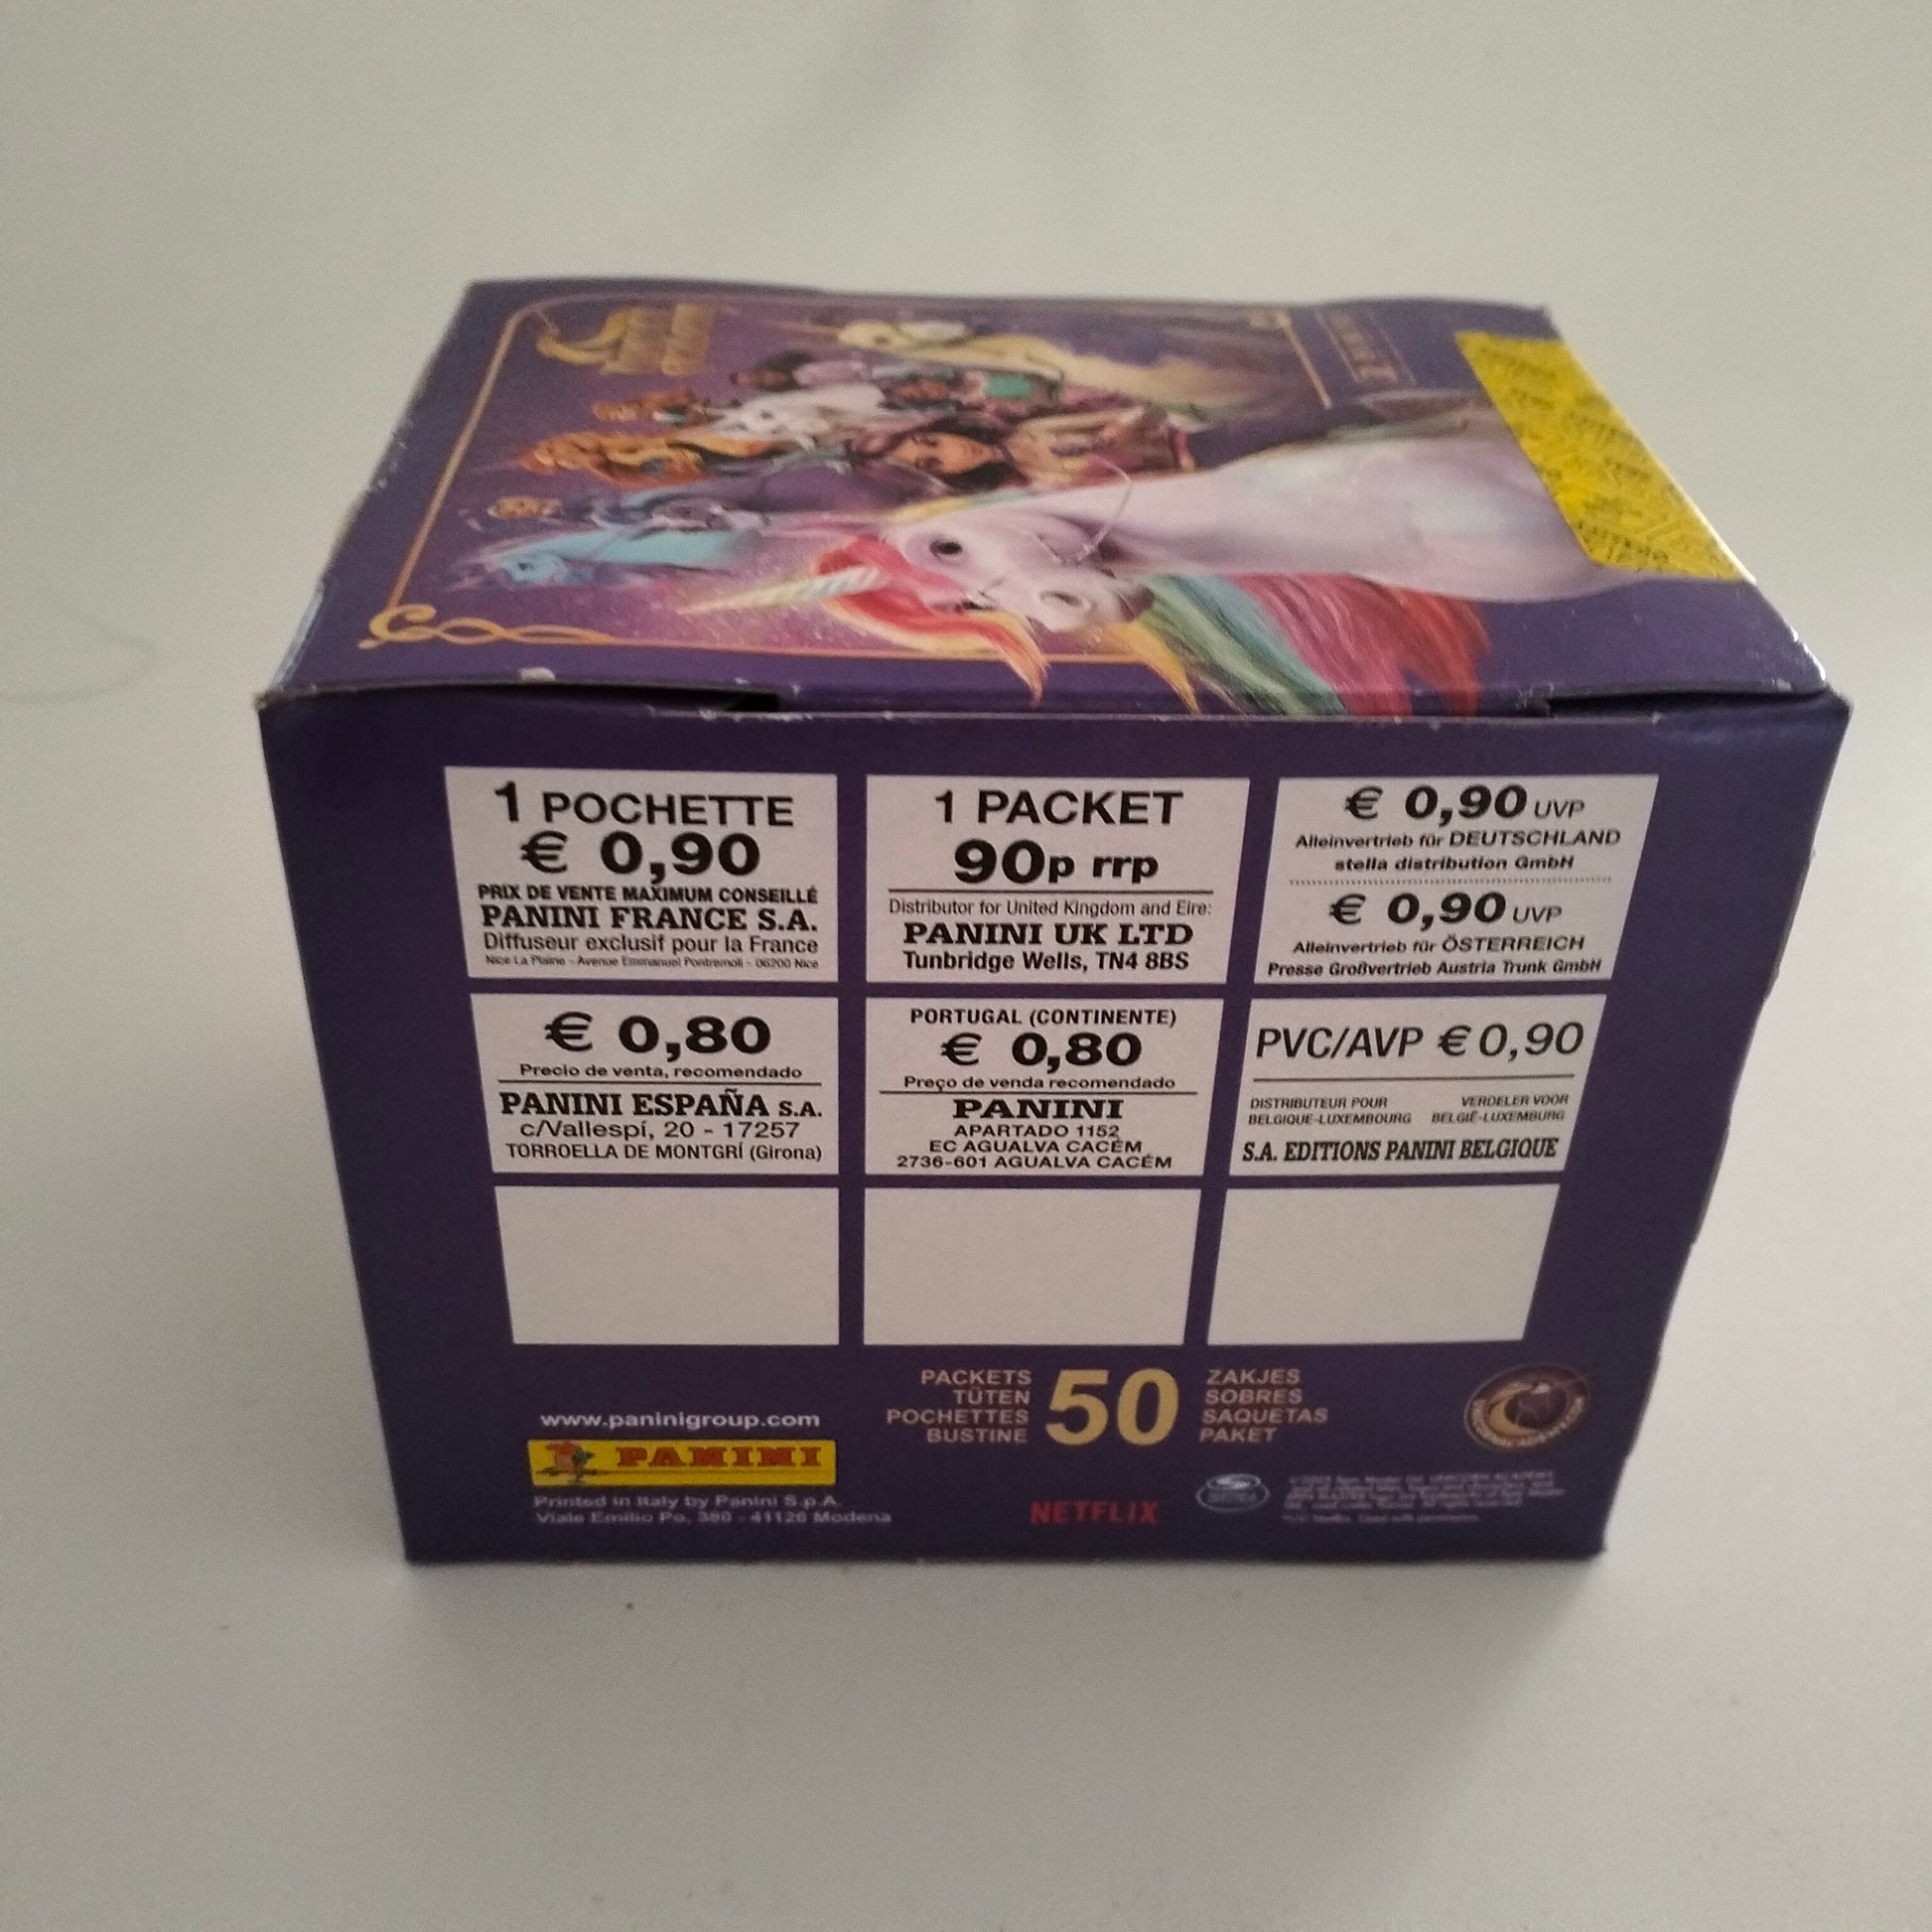 UNICORN
ACADEMY
1 POCHETTE
€ 0,90
PRIX DE VENTE MAXIMUM CONSEILLÉ
PANINI FRANCE S.A.
Diffuseur exclusif pour la France
Nice La Plaine - Avenue Emmanuel Pontremoli - 06200 Nice
1 PACKET
90p rrp
Distributor for United Kingdom and Eire:
PANINI UK LTD
Tunbridge Wells, TN4 8BS
€ 0,90 UVP
Alleinvertrieb für DEUTSCHLAND
stella distribution GmbH
€ 0,90 UVP
Alleinvertrieb für ÖSTERREICH
Presse Großvertrieb Austria Trunk GmbH
€ 0,80
Precio de venta, recomendado
PANINI ESPAÑA S.A.
c/Vallespí, 20 - 17257
TORROELLA DE MONTGRÍ (Girona)
PORTUGAL (CONTINENTE)
€ 0,80
Preço de venda recomendado
PANINI
APARTADO 1152
EC AGUALVA CACÉM
2736-601 AGUALVA CACÉM
PVC/AVP € 0,90
DISTRIBUTEUR POUR
BELGIQUE-LUXEMBOURG
VERDELER VOOR
BELGIË-LUXEMBURG
S.A. EDITIONS PANINI BELGIQUE
www.paninigroup.com
PANINI
Printed in Italy by Panini S.p.A.
Viale Emilio Po, 380 - 41126 Modena
PACKETS
TÜTEN
POCHETTES
BUSTINE
50
ZAKJES
SOBRES
SAQUETAS
PAKET
NETFLIX